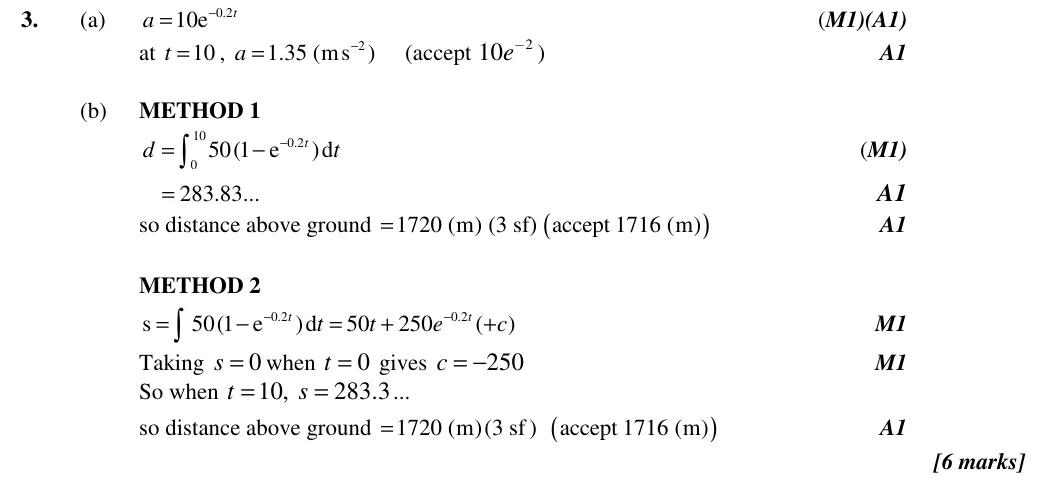 3. (a) a = 10e^{-0.2t} (M1)(A1)
at t = 10 , a = 1.35 (m s^{-2}) (accept 10e^{-2} ) A1
(b) METHOD 1
d = ∫_0^{10} 50(1 − e^{-0.2t}) dt (M1)
= 283.83... A1
so distance above ground = 1720 (m) (3 sf) (accept 1716 (m)) A1
METHOD 2
s = ∫ 50(1 − e^{-0.2t}) dt = 50t + 250e^{-0.2t} (+c) M1
Taking s = 0 when t = 0 gives c = −250 M1
So when t = 10, s = 283.3...
so distance above ground = 1720 (m) (3 sf ) (accept 1716 (m)) A1
[6 marks]